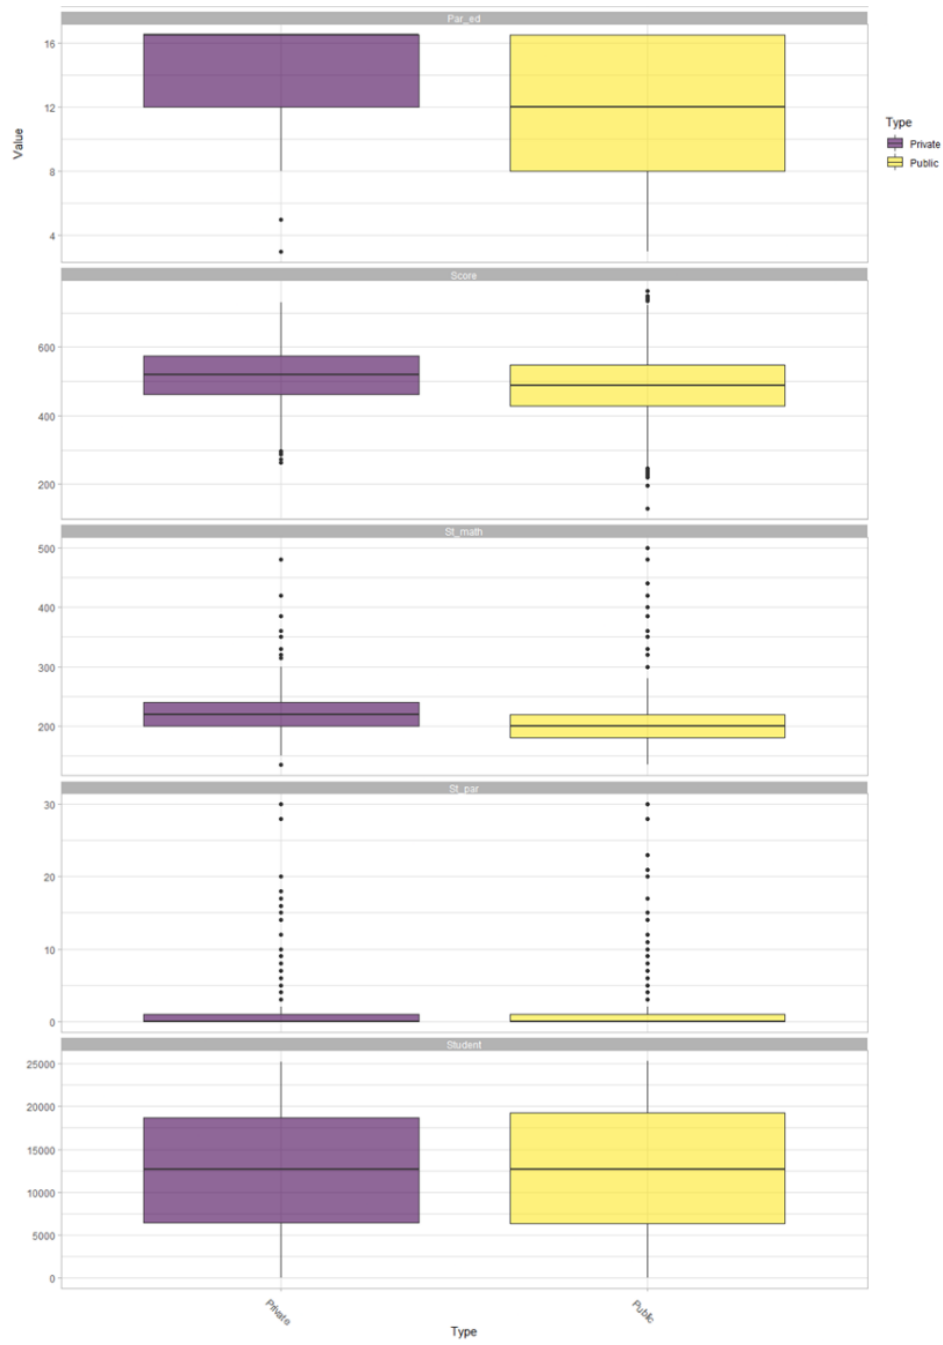 Par_ed
16
12
8
4
Value
Type
Private
Public
Score
600
400
200
St_math
500
400
300
200
St_par
30
20
10
0
Student
25000
20000
15000
10000
5000
0
Private
Public
Type